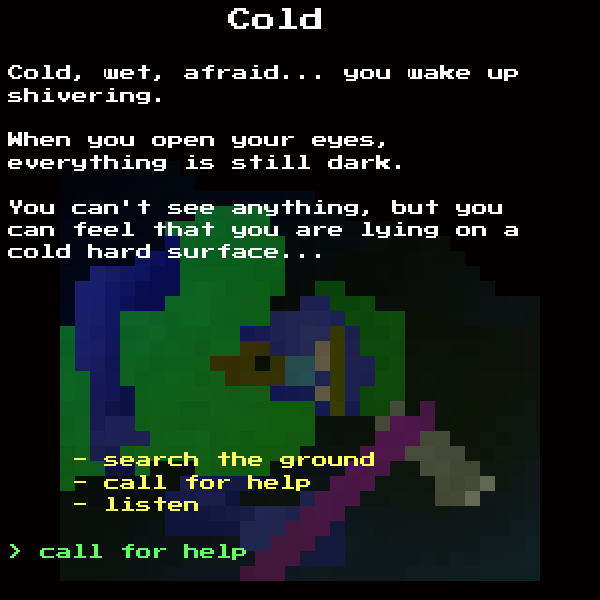 Cold
Cold, wet, afraid... you wake up
shivering.
When you open your eyes,
everything is still dark.
You can't see anything, but you
can feel that you are lying on a
cold hard surface...
- search the ground
- call for help
- listen
> call for help